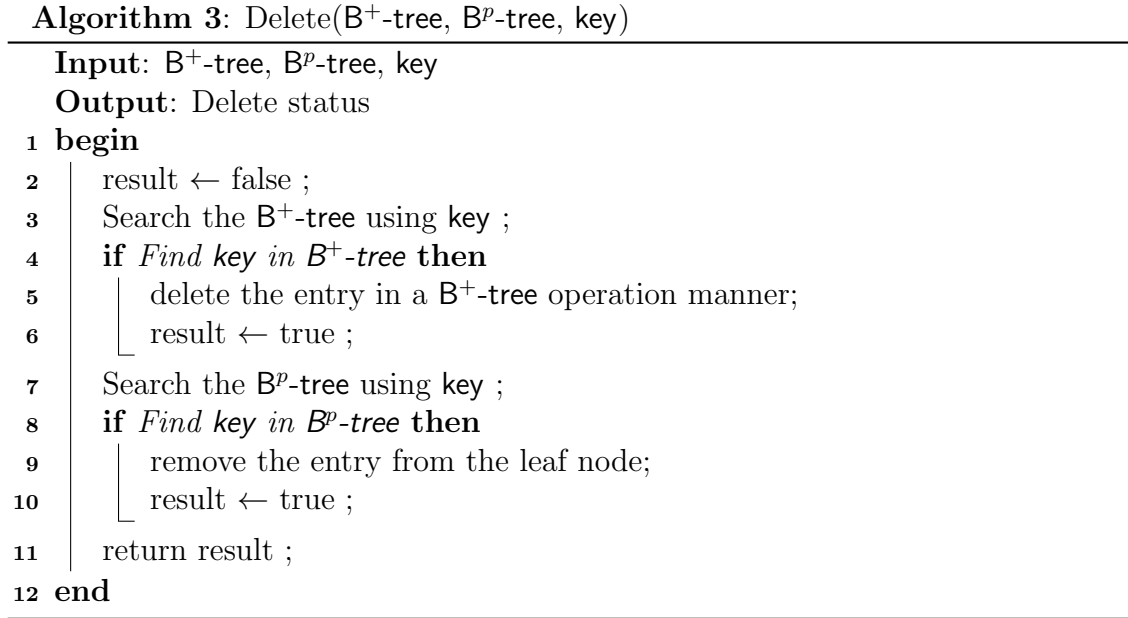 Algorithm 3: Delete(B⁺-tree, Bᵖ-tree, key)
Input: B⁺-tree, Bᵖ-tree, key
Output: Delete status
1 begin
2 result ← false ;
3 Search the B⁺-tree using key ;
4 if Find key in B⁺-tree then
5 delete the entry in a B⁺-tree operation manner;
6 result ← true ;
7 Search the Bᵖ-tree using key ;
8 if Find key in Bᵖ-tree then
9 remove the entry from the leaf node;
10 result ← true ;
11 return result ;
12 end